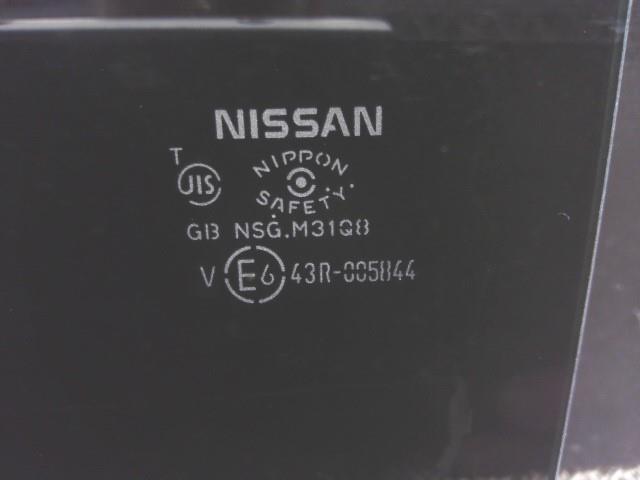 NISSAN
T
JIS
NIPPON
SAFETY
GB NSG.M31Q8
V E6 43R-005844